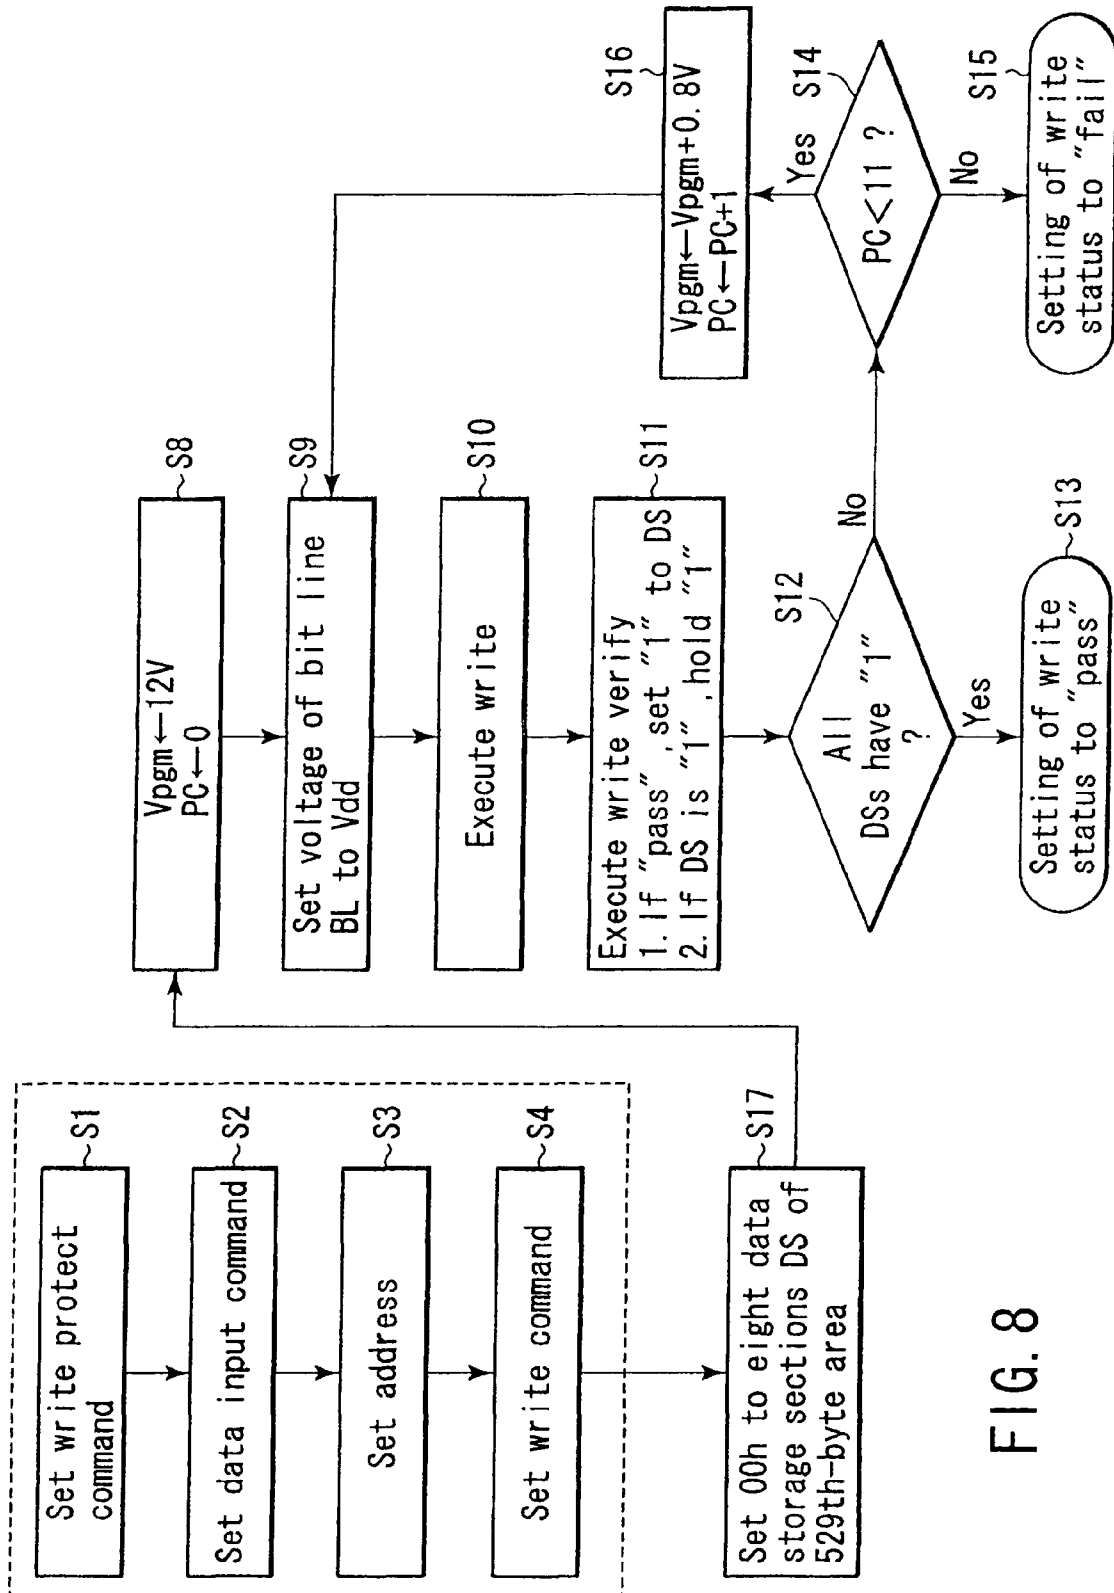 Set write protect
command
S1
Set data input command
S2
Set address
S3
Set write command
S4
Set 00h to eight data
storage sections DS of
529th-byte area
S17
Vpgm←12V
PC←0
S8
Set voltage of bit line
BL to Vdd
S9
Execute write
S10
Execute write verify
1. If "pass", set "1" to DS
2. If DS is "1", hold "1"
S11
All
DSs have "1"
?
S12
Yes
No
Setting of write
status to "pass"
S13
PC<11 ?
S14
Yes
No
Setting of write
status to "fail"
S15
Vpgm←Vpgm+0.8V
PC←PC+1
S16
FIG. 8